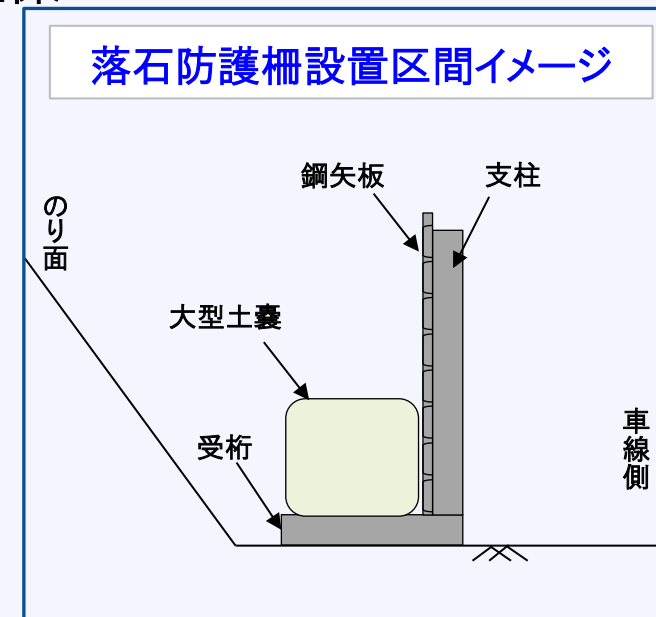 落石防護柵設置区間イメージ
鋼矢板
支柱
のり面
大型土嚢
受桁
車線側